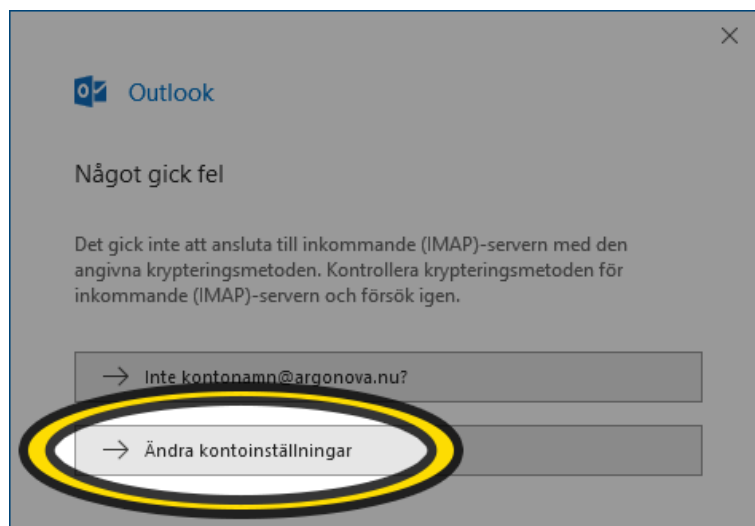 Outlook
Något gick fel
Det gick inte att ansluta till inkommande (IMAP)-servern med den
angivna krypteringsmetoden. Kontrollera krypteringsmetoden för
inkommande (IMAP)-servern och försök igen.
Inte kontonamn@argonova.nu?
Ändra kontoinställningar